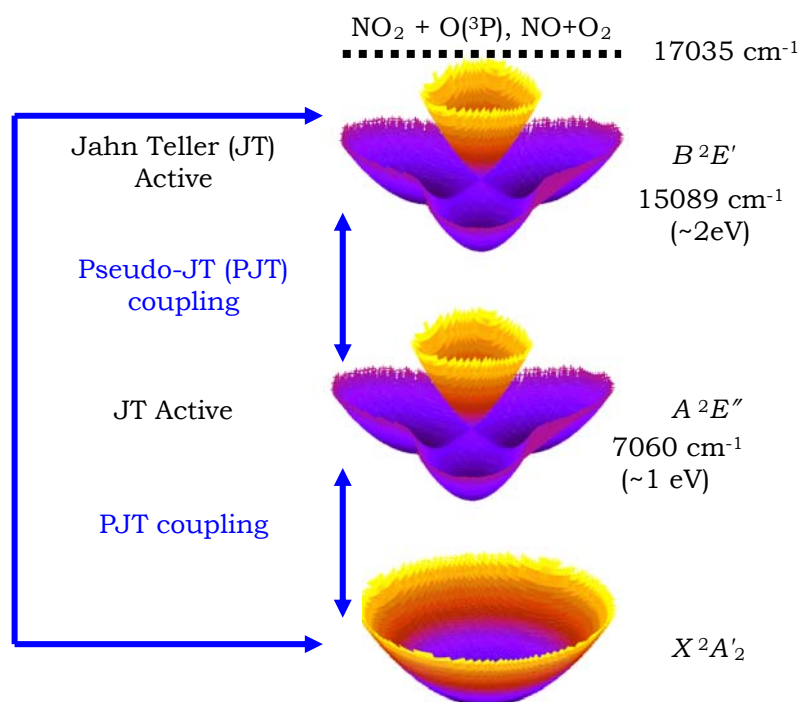 NO₂ + O(³P), NO+O₂
17035 cm⁻¹
Jahn Teller (JT)
Active
B ²E′
15089 cm⁻¹
(~2eV)
Pseudo-JT (PJT)
coupling
JT Active
A ²E″
7060 cm⁻¹
(~1 eV)
PJT coupling
X ²A′₂